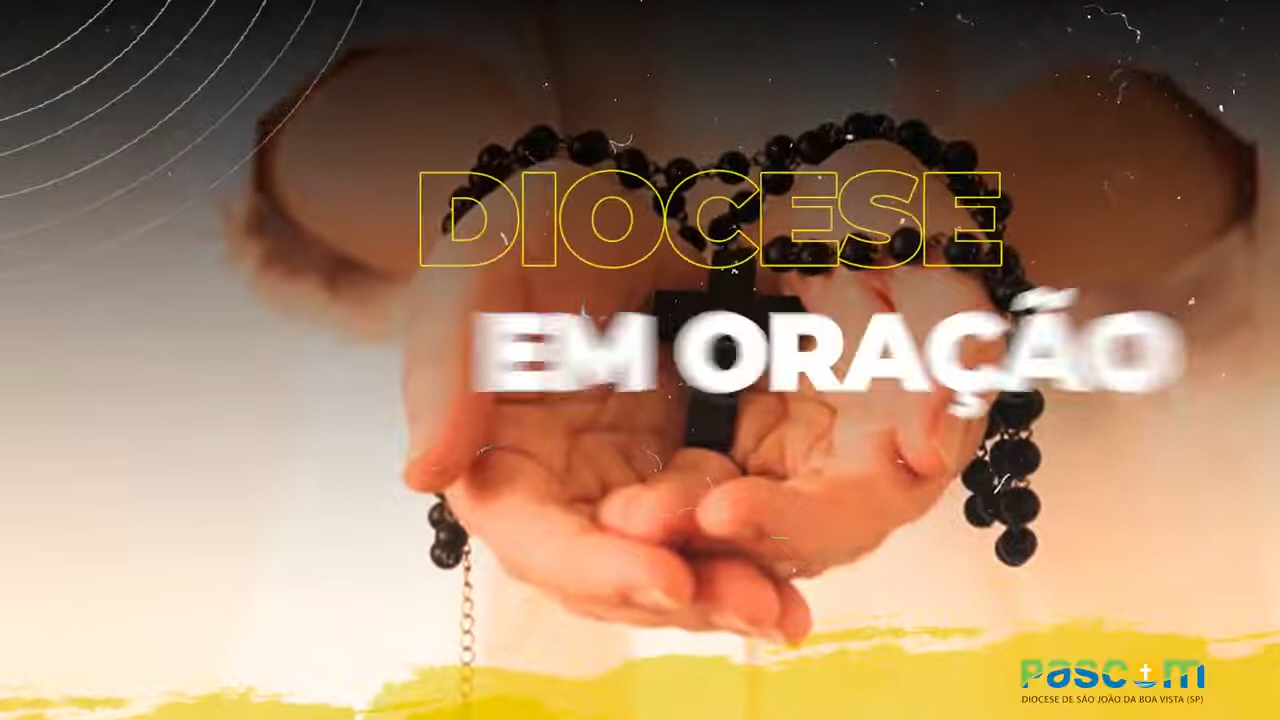 DIOCESE
EM ORAÇÃO
Pascom
DIOCESE DE SÃO JOÃO DA BOA VISTA (SP)